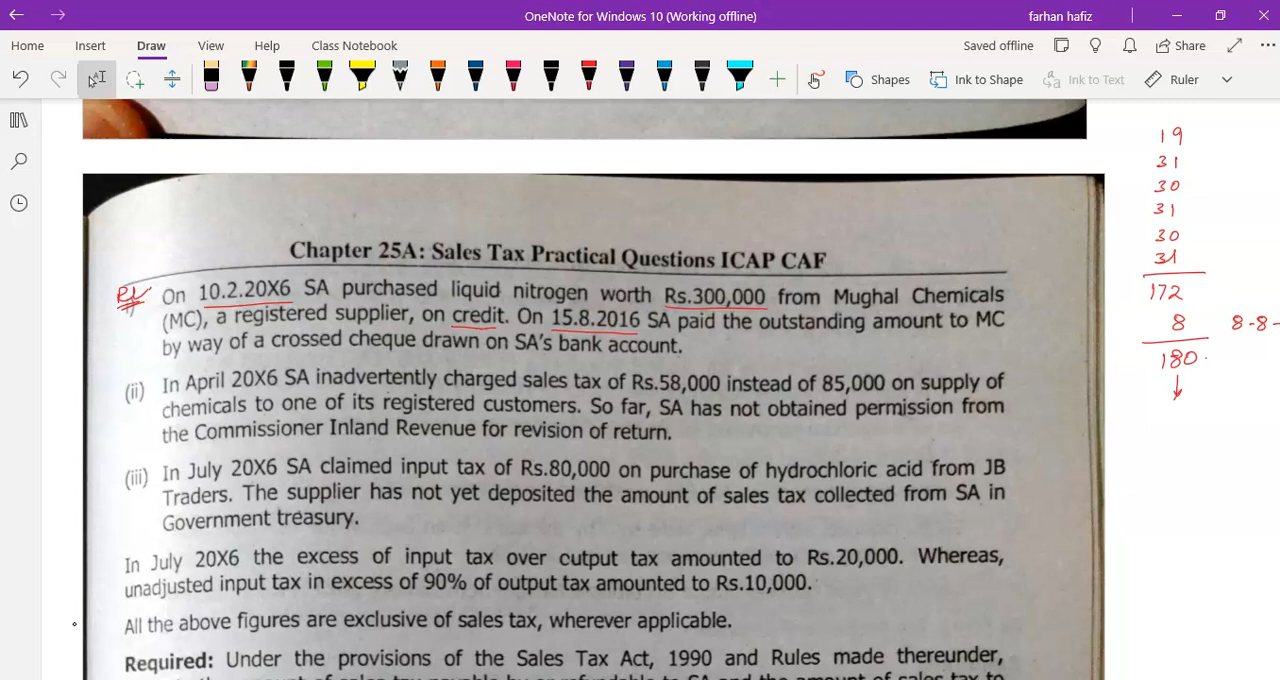 OneNote for Windows 10 (Working offline)
farhan hafiz
Home Insert Draw View Help Class Notebook
Saved offline Share
Shapes Ink to Shape Ink to Text Ruler
Chapter 25A: Sales Tax Practical Questions ICAP CAF
On 10.2.20X6 SA purchased liquid nitrogen worth Rs.300,000 from Mughal Chemicals
(MC), a registered supplier, on credit. On 15.8.2016 SA paid the outstanding amount to MC
by way of a crossed cheque drawn on SA's bank account.
(ii) In April 20X6 SA inadvertently charged sales tax of Rs.58,000 instead of 85,000 on supply of
chemicals to one of its registered customers. So far, SA has not obtained permission from
the Commissioner Inland Revenue for revision of return.
(iii) In July 20X6 SA claimed input tax of Rs.80,000 on purchase of hydrochloric acid from JB
Traders. The supplier has not yet deposited the amount of sales tax collected from SA in
Government treasury.
In July 20X6 the excess of input tax over cutput tax amounted to Rs.20,000. Whereas,
unadjusted input tax in excess of 90% of output tax amounted to Rs.10,000.
All the above figures are exclusive of sales tax, wherever applicable.
Required: Under the provisions of the Sales Tax Act, 1990 and Rules made thereunder,
19
31
30
31
30
31
172
8 8-8-
180